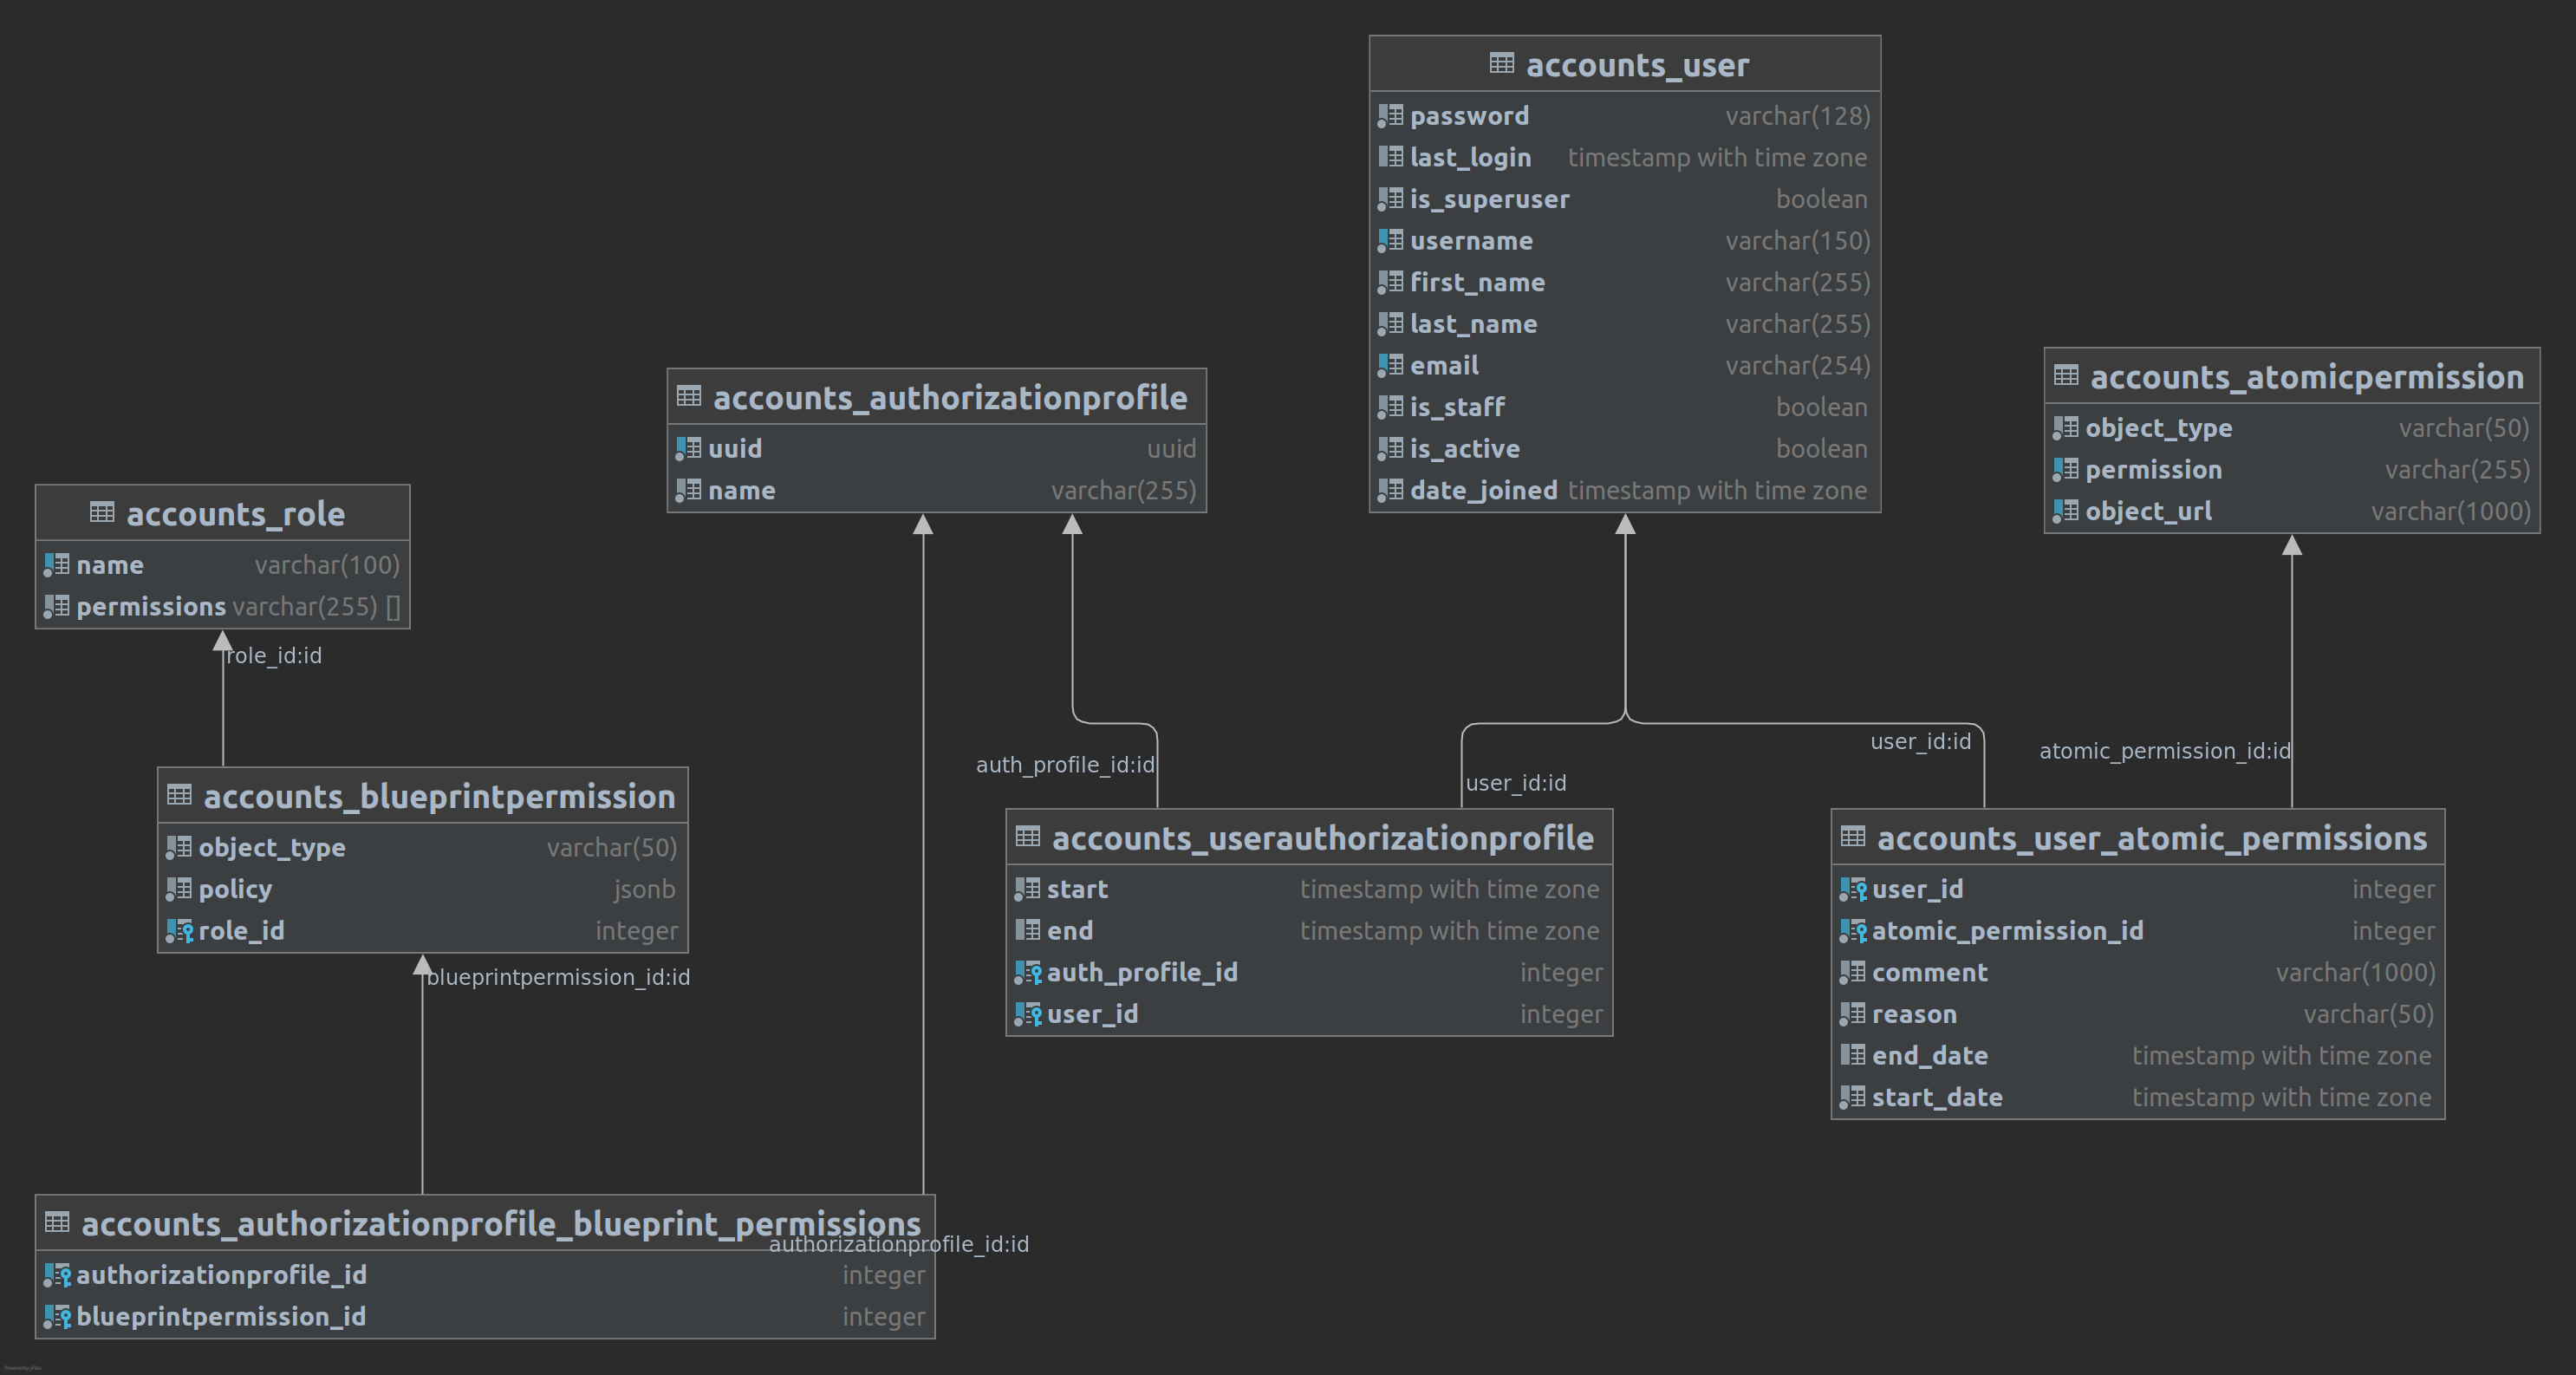 accounts_user
password varchar(128)
last_login timestamp with time zone
is_superuser boolean
username varchar(150)
first_name varchar(255)
last_name varchar(255)
email varchar(254)
is_staff boolean
is_active boolean
date_joined timestamp with time zone
accounts_atomicpermission
object_type varchar(50)
permission varchar(255)
object_url varchar(1000)
accounts_authorizationprofile
uuid uuid
name varchar(255)
accounts_role
name varchar(100)
permissions varchar(255) []
role_id:id
auth_profile_id:id
user_id:id
user_id:id
atomic_permission_id:id
accounts_blueprintpermission
object_type varchar(50)
policy jsonb
role_id integer
blueprintpermission_id:id
accounts_userauthorizationprofile
start timestamp with time zone
end timestamp with time zone
auth_profile_id integer
user_id integer
accounts_user_atomic_permissions
user_id integer
atomic_permission_id integer
comment varchar(1000)
reason varchar(50)
end_date timestamp with time zone
start_date timestamp with time zone
accounts_authorizationprofile_blueprint_permissions
authorizationprofile_id:id
authorizationprofile_id integer
blueprintpermission_id integer
Powered by yFiles